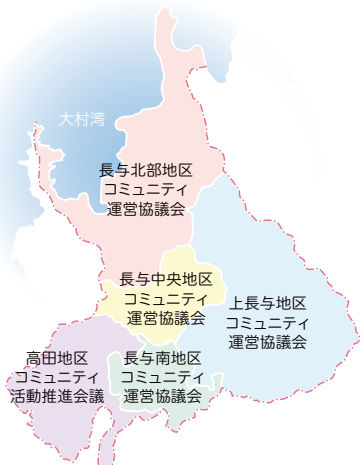 大村湾
長与北部地区
コミュニティ
運営協議会
長与中央地区
コミュニティ
運営協議会
上長与地区
コミュニティ
運営協議会
高田地区
コミュニティ
活動推進会議
長与南地区
コミュニティ
運営協議会